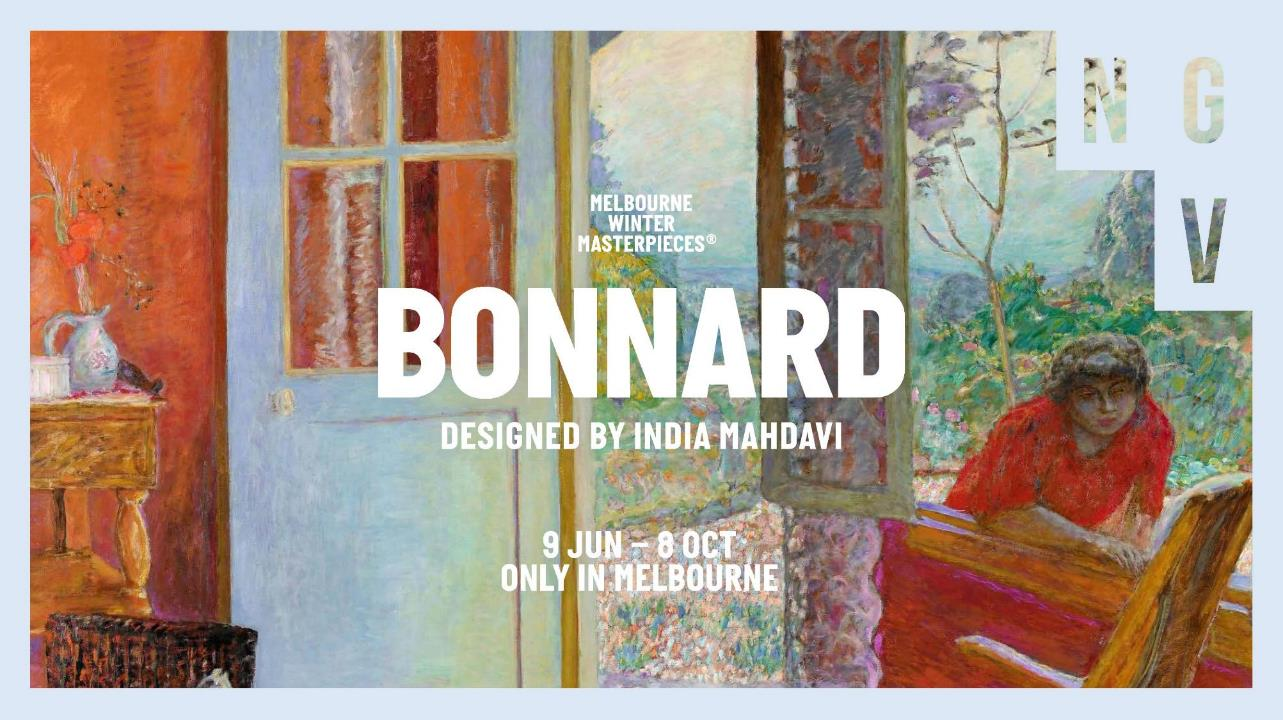 N G
V
MELBOURNE
WINTER
MASTERPIECES®
BONNARD
DESIGNED BY INDIA MAHDAVI
9 JUN – 8 OCT
ONLY IN MELBOURNE